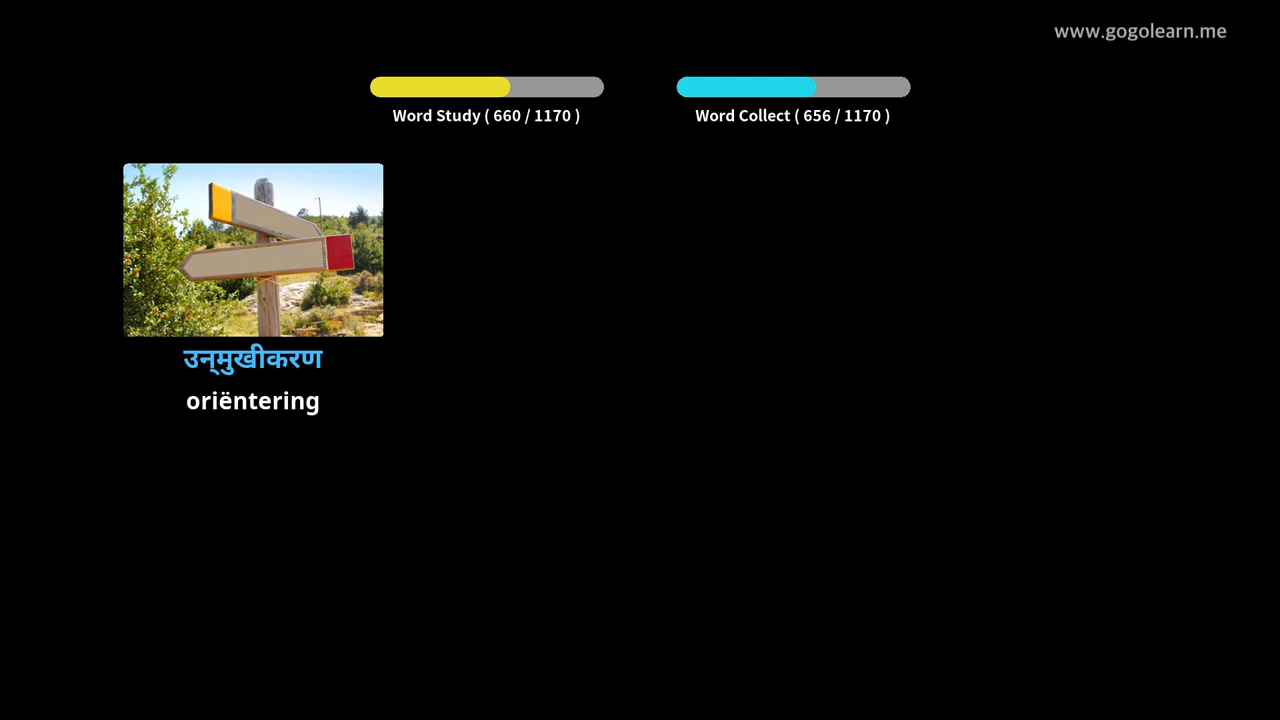 www.gogolearn.me
Word Study ( 660 / 1170 )
Word Collect ( 656 / 1170 )
उन्‌मुखीकरण
oriëntering